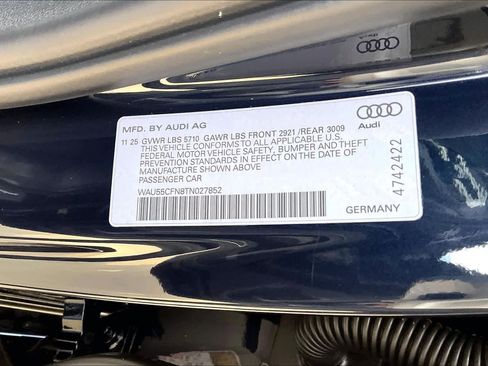 MFD. BY AUDI AG
11 25 GVWR LBS 5710 GAWR LBS FRONT 2921 /REAR 3009
THIS VEHICLE CONFORMS TO ALL APPLICABLE U.S.
FEDERAL MOTOR VEHICLE SAFETY, BUMPER AND THEFT
PREVENTION STANDARDS IN EFFECT ON THE DATE OF
MANUFACTURE SHOWN ABOVE
PASSENGER CAR
WAU55CFN8TN027852
Audi
4742422
GERMANY